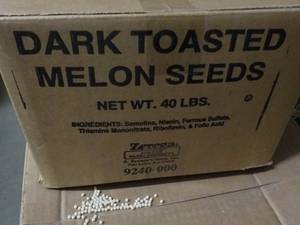 DARK TOASTED
MELON SEEDS
NET WT. 40 LBS.
INGREDIENTS: Semolina, Niacin, Ferrous Sulfate,
Thiamine Mononitrate, Riboflavin, & Folic Acid
9240-000